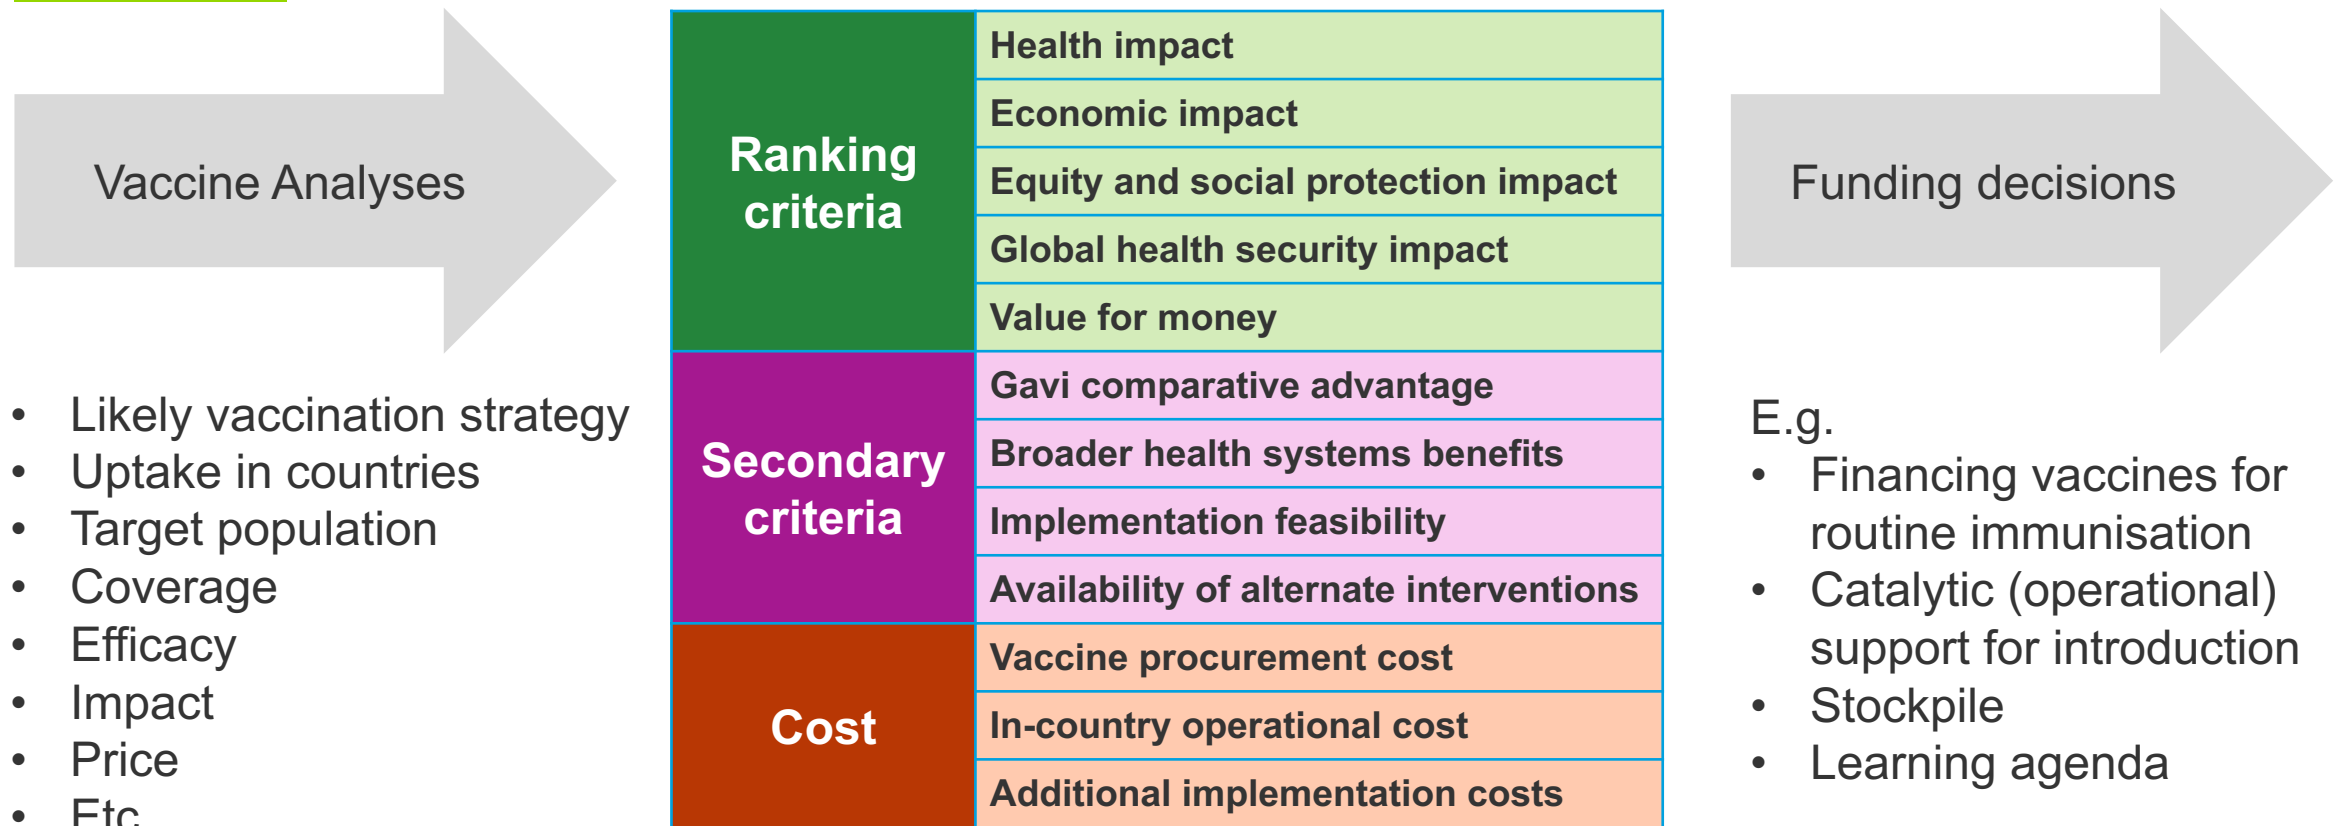 Vaccine Analyses
• Likely vaccination strategy
• Uptake in countries
• Target population
• Coverage
• Efficacy
• Impact
• Price
• Etc
Ranking
criteria
Health impact
Economic impact
Equity and social protection impact
Global health security impact
Value for money
Secondary
criteria
Gavi comparative advantage
Broader health systems benefits
Implementation feasibility
Availability of alternate interventions
Cost
Vaccine procurement cost
In-country operational cost
Additional implementation costs
Funding decisions
E.g.
• Financing vaccines for
routine immunisation
• Catalytic (operational)
support for introduction
• Stockpile
• Learning agenda